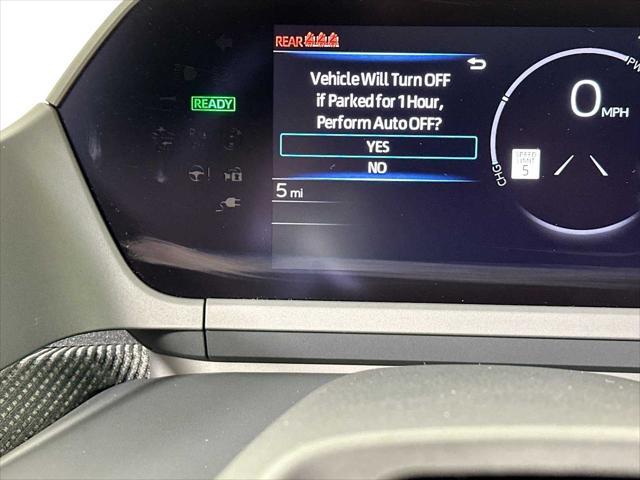 REAR
PW
Vehicle Will Turn OFF
if Parked for 1 Hour,
Perform Auto OFF?
READY
0 MPH
YES
NO
SPEED
LIMIT
5
CHG
5 mi